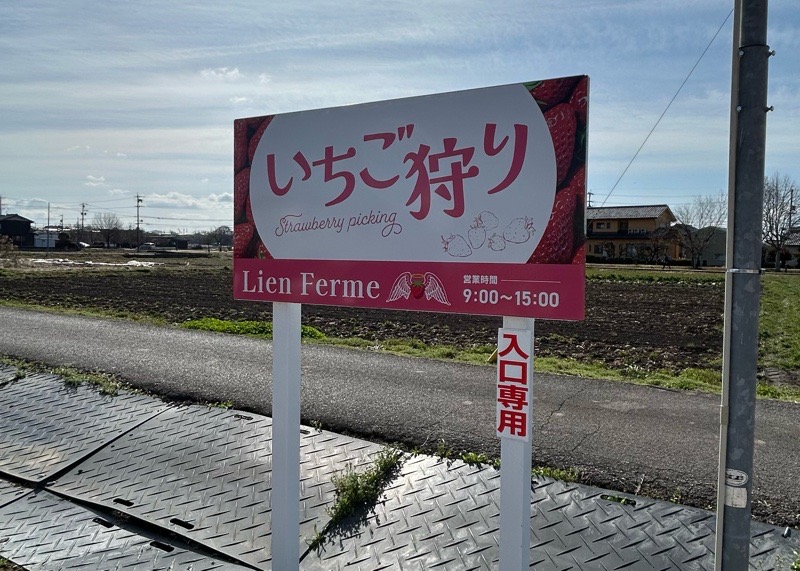 いちご狩り
Strawberry picking
Lien Ferme
営業時間
9:00～15:00
入口専用